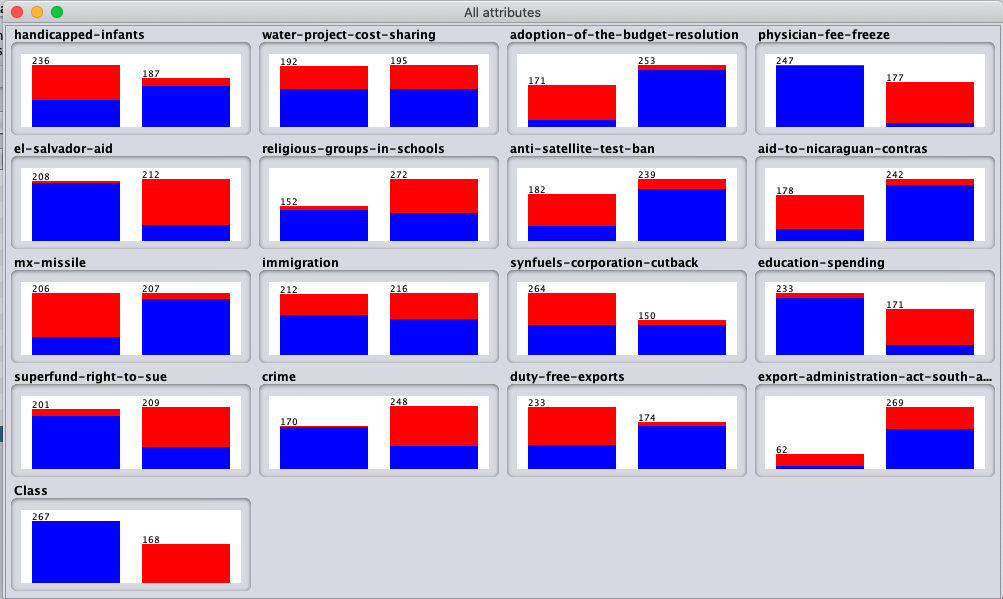 All attributes
handicapped-infants water-project-cost-sharing adoption-of-the-budget-resolution physician-fee-freeze
236 187 192 195 171 253 247 177
el-salvador-aid religious-groups-in-schools anti-satellite-test-ban aid-to-nicaraguan-contras
208 212 152 272 182 239 178 242
mx-missile immigration synfuels-corporation-cutback education-spending
206 207 212 216 264 150 233 171
superfund-right-to-sue crime duty-free-exports export-administration-act-south-a...
201 209 170 248 233 174 62 269
Class
267 168